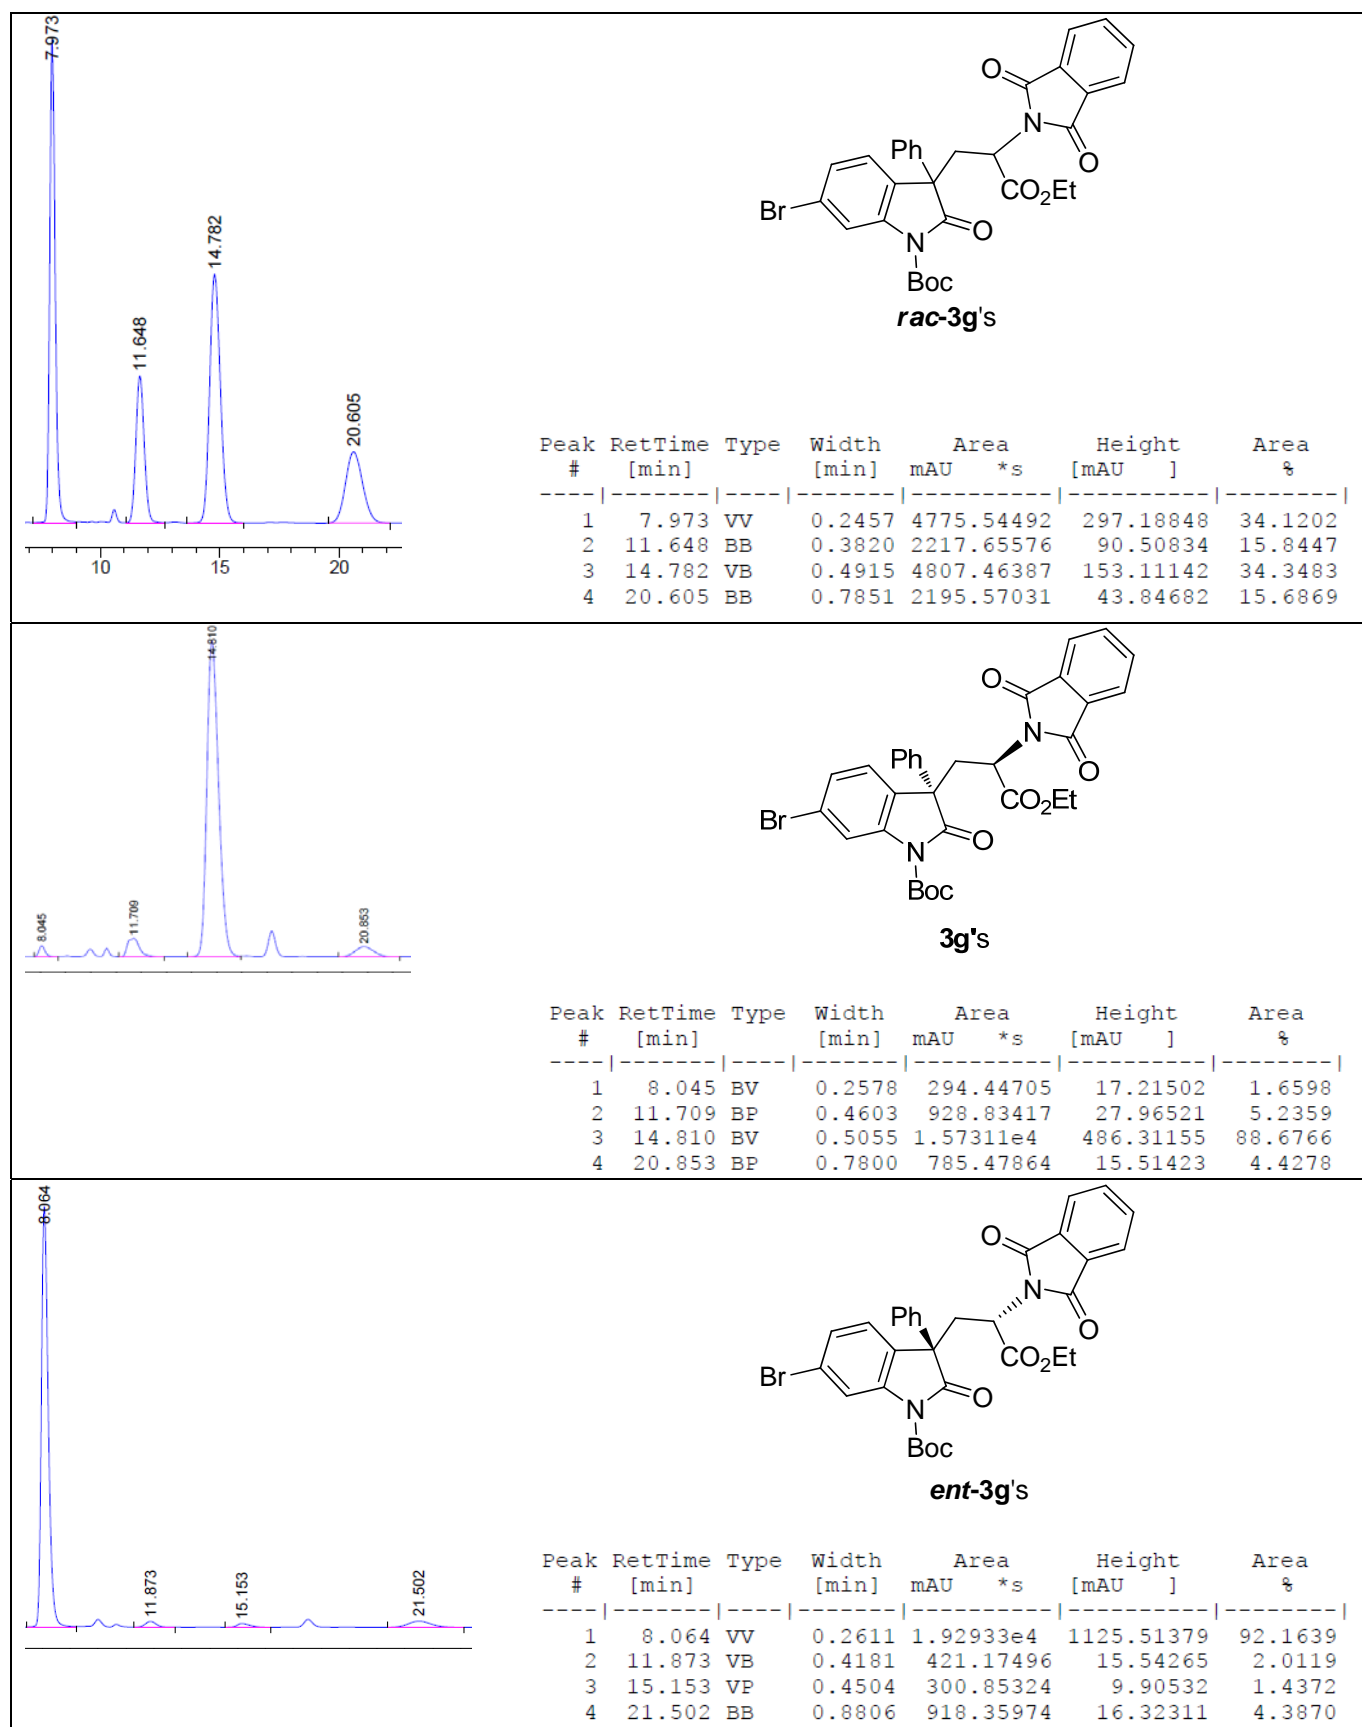 7.973
11.648
14.782
20.605
10 15 20
O
N
O
Ph
CO2Et
Br
O
N
Boc
rac-3g's
Peak RetTime Type Width Area Height Area
# [min] [min] mAU *s [mAU ] %
----|-------|----|-------|----------|----------|--------|
1 7.973 VV 0.2457 4775.54492 297.18848 34.1202
2 11.648 BB 0.3820 2217.65576 90.50834 15.8447
3 14.782 VB 0.4915 4807.46387 153.11142 34.3483
4 20.605 BB 0.7851 2195.57031 43.84682 15.6869
8.045
11.709
14.810
20.853
O
N
O
Ph
CO2Et
Br
O
N
Boc
3g's
Peak RetTime Type Width Area Height Area
# [min] [min] mAU *s [mAU ] %
----|-------|----|-------|----------|----------|--------|
1 8.045 BV 0.2578 294.44705 17.21502 1.6598
2 11.709 BP 0.4603 928.83417 27.96521 5.2359
3 14.810 BV 0.5055 1.57311e4 486.31155 88.6766
4 20.853 BP 0.7800 785.47864 15.51423 4.4278
8.064
11.873
15.153
21.502
O
N
O
Ph
CO2Et
Br
O
N
Boc
ent-3g's
Peak RetTime Type Width Area Height Area
# [min] [min] mAU *s [mAU ] %
----|-------|----|-------|----------|----------|--------|
1 8.064 VV 0.2611 1.92933e4 1125.51379 92.1639
2 11.873 VB 0.4181 421.17496 15.54265 2.0119
3 15.153 VP 0.4504 300.85324 9.90532 1.4372
4 21.502 BB 0.8806 918.35974 16.32311 4.3870